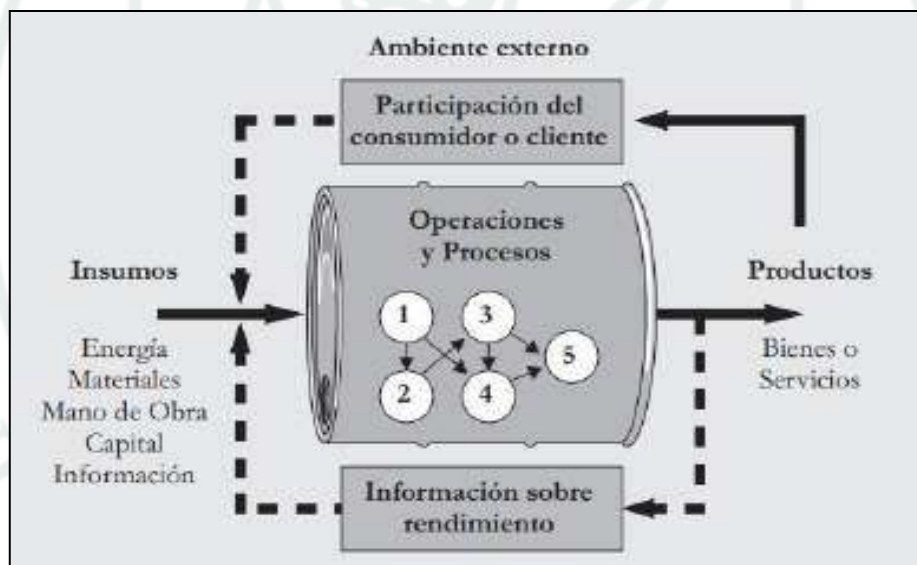 Ambiente externo
Participación del
consumidor o cliente
Operaciones
y Procesos
Insumos
Productos
1
3
5
2
4
Energía
Materiales
Mano de Obra
Capital
Información
Bienes o
Servicios
Información sobre
rendimiento